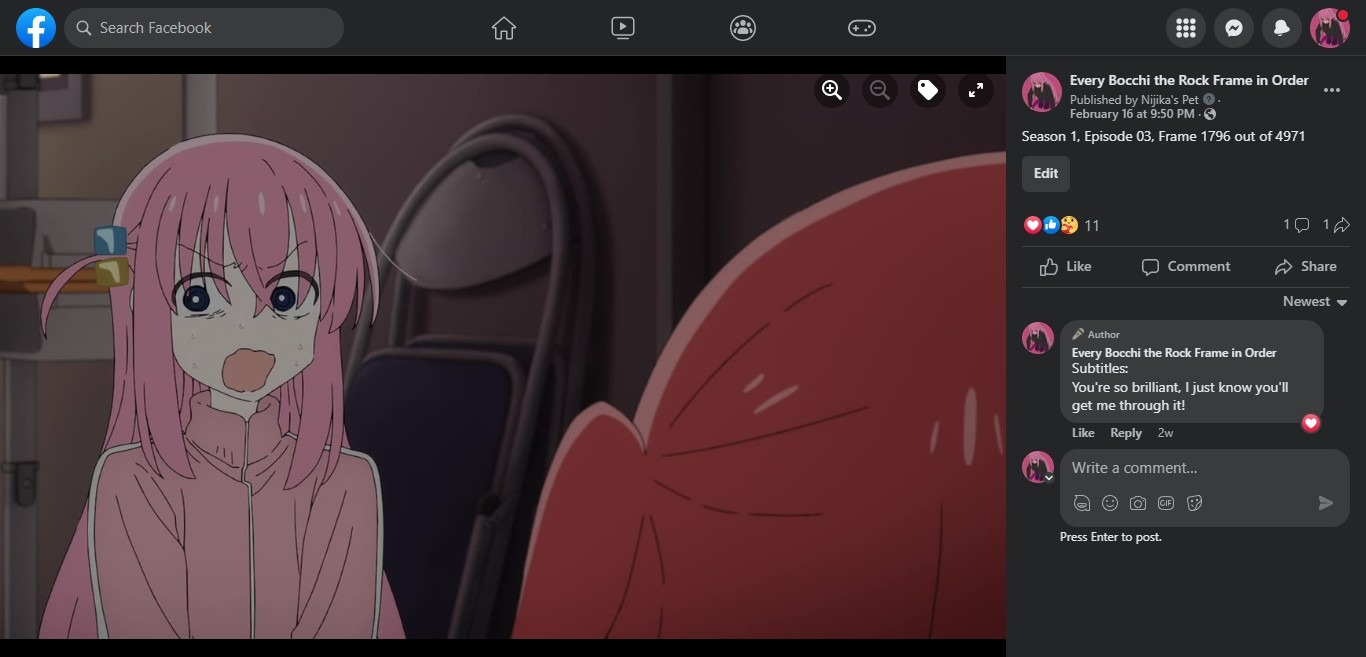 Search Facebook
Every Bocchi the Rock Frame in Order
Published by Nijika's Pet
February 16 at 9:50 PM ·
Season 1, Episode 03, Frame 1796 out of 4971
Edit
11
1
1
Like
Comment
Share
Newest
Author
Every Bocchi the Rock Frame in Order
Subtitles:
You're so brilliant, I just know you'll
get me through it!
Like Reply 2w
Write a comment...
GIF
Press Enter to post.